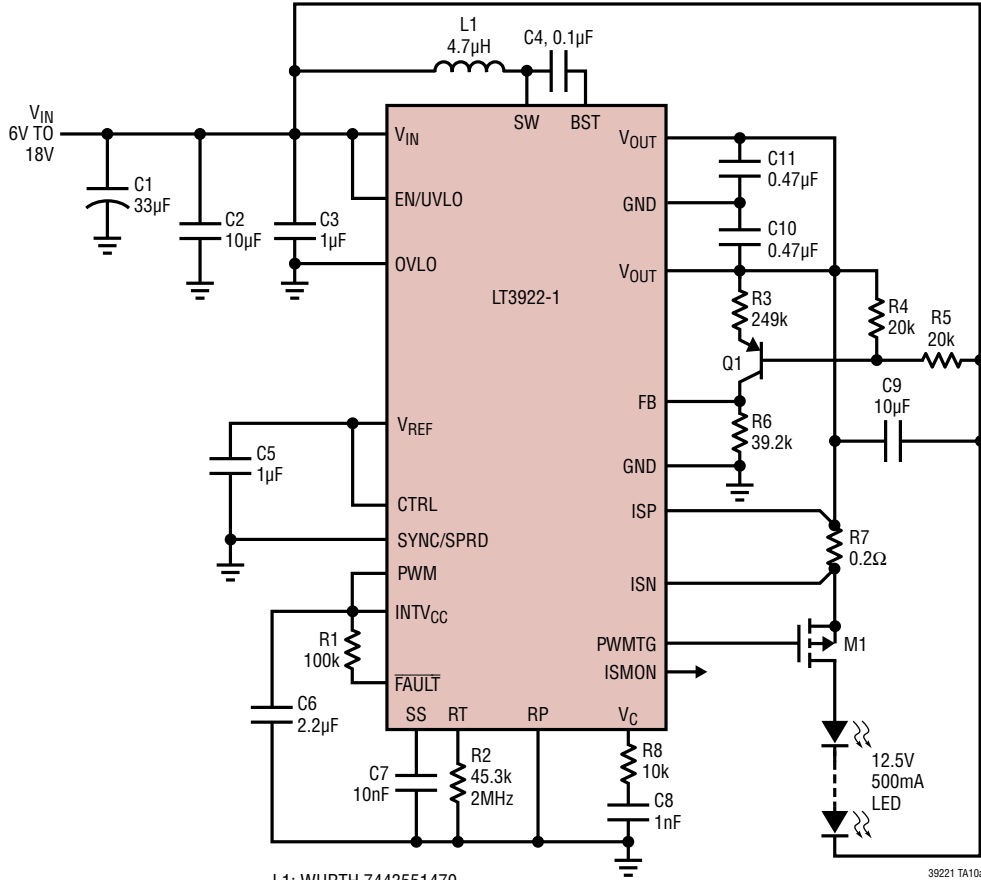 L1
4.7µH
C4, 0.1µF
VIN
6V TO
18V
C1
33µF
C2
10µF
C3
1µF
SW
BST
VIN
EN/UVLO
OVLO
LT3922-1
VOUT
GND
VOUT
C11
0.47µF
C10
0.47µF
R3
249k
R4
20k
R5
20k
Q1
C9
10µF
FB
R6
39.2k
GND
VREF
C5
1µF
CTRL
SYNC/SPRD
PWM
INTVCC
R1
100k
FAULT
ISP
R7
0.2Ω
ISN
PWMTG
M1
ISMON
C6
2.2µF
SS
RT
RP
VC
C7
10nF
R2
45.3k
2MHz
R8
10k
C8
1nF
12.5V
500mA
LED
39221 TA10a